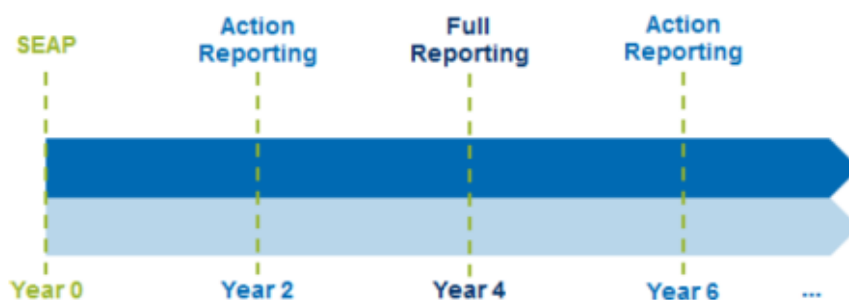 SEAP
Action
Reporting
Full
Reporting
Action
Reporting
Year 0
Year 2
Year 4
Year 6
...